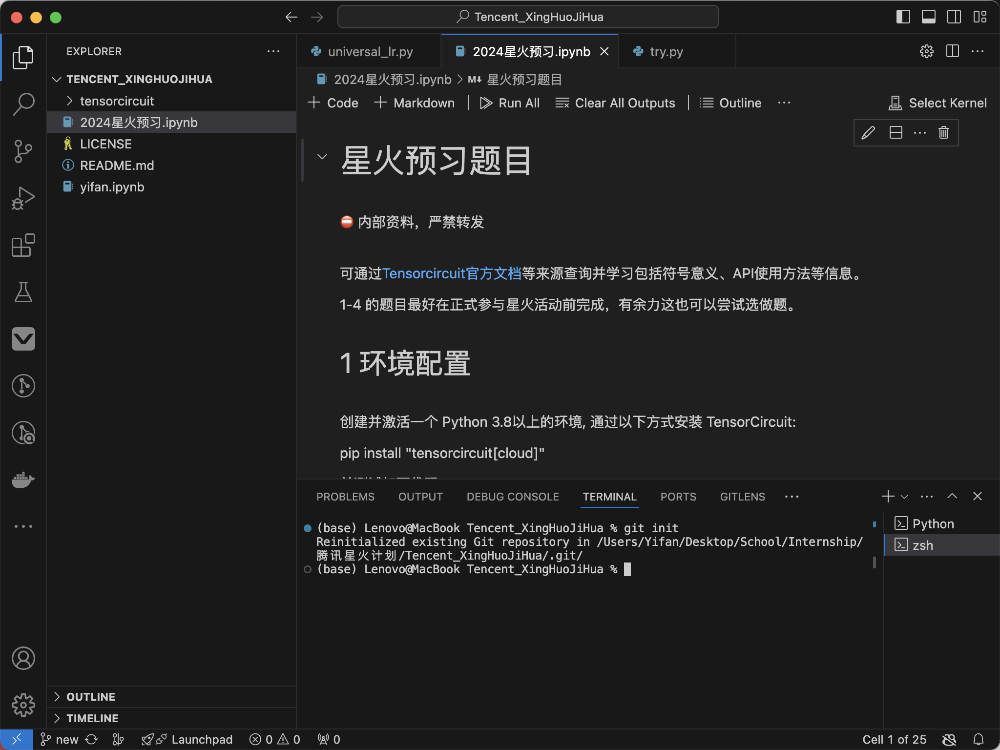 Tencent_XingHuoJiHua
EXPLORER
TENCENT_XINGHUOJIHUA
tensorcircuit
2024星火预习.ipynb
LICENSE
README.md
yifan.ipynb
OUTLINE
TIMELINE
universal_lr.py
2024星火预习.ipynb
try.py
2024星火预习.ipynb > M↓ 星火预习题目
Code
Markdown
Run All
Clear All Outputs
Outline
Select Kernel
星火预习题目
⛔ 内部资料，严禁转发
可通过Tensorcircuit官方文档等来源查询并学习包括符号意义、API使用方法等信息。
1-4 的题目最好在正式参与星火活动前完成，有余力这也可以尝试选做题。
1 环境配置
创建并激活一个 Python 3.8以上的环境, 通过以下方式安装 TensorCircuit:
pip install "tensorcircuit[cloud]"
PROBLEMS
OUTPUT
DEBUG CONSOLE
TERMINAL
PORTS
GITLENS
(base) Lenovo@MacBook Tencent_XingHuoJiHua % git init
Reinitialized existing Git repository in /Users/Yifan/Desktop/School/Internship/
腾讯星火计划/Tencent_XingHuoJiHua/.git/
(base) Lenovo@MacBook Tencent_XingHuoJiHua %
Python
zsh
new
Launchpad
0
0
0
Cell 1 of 25